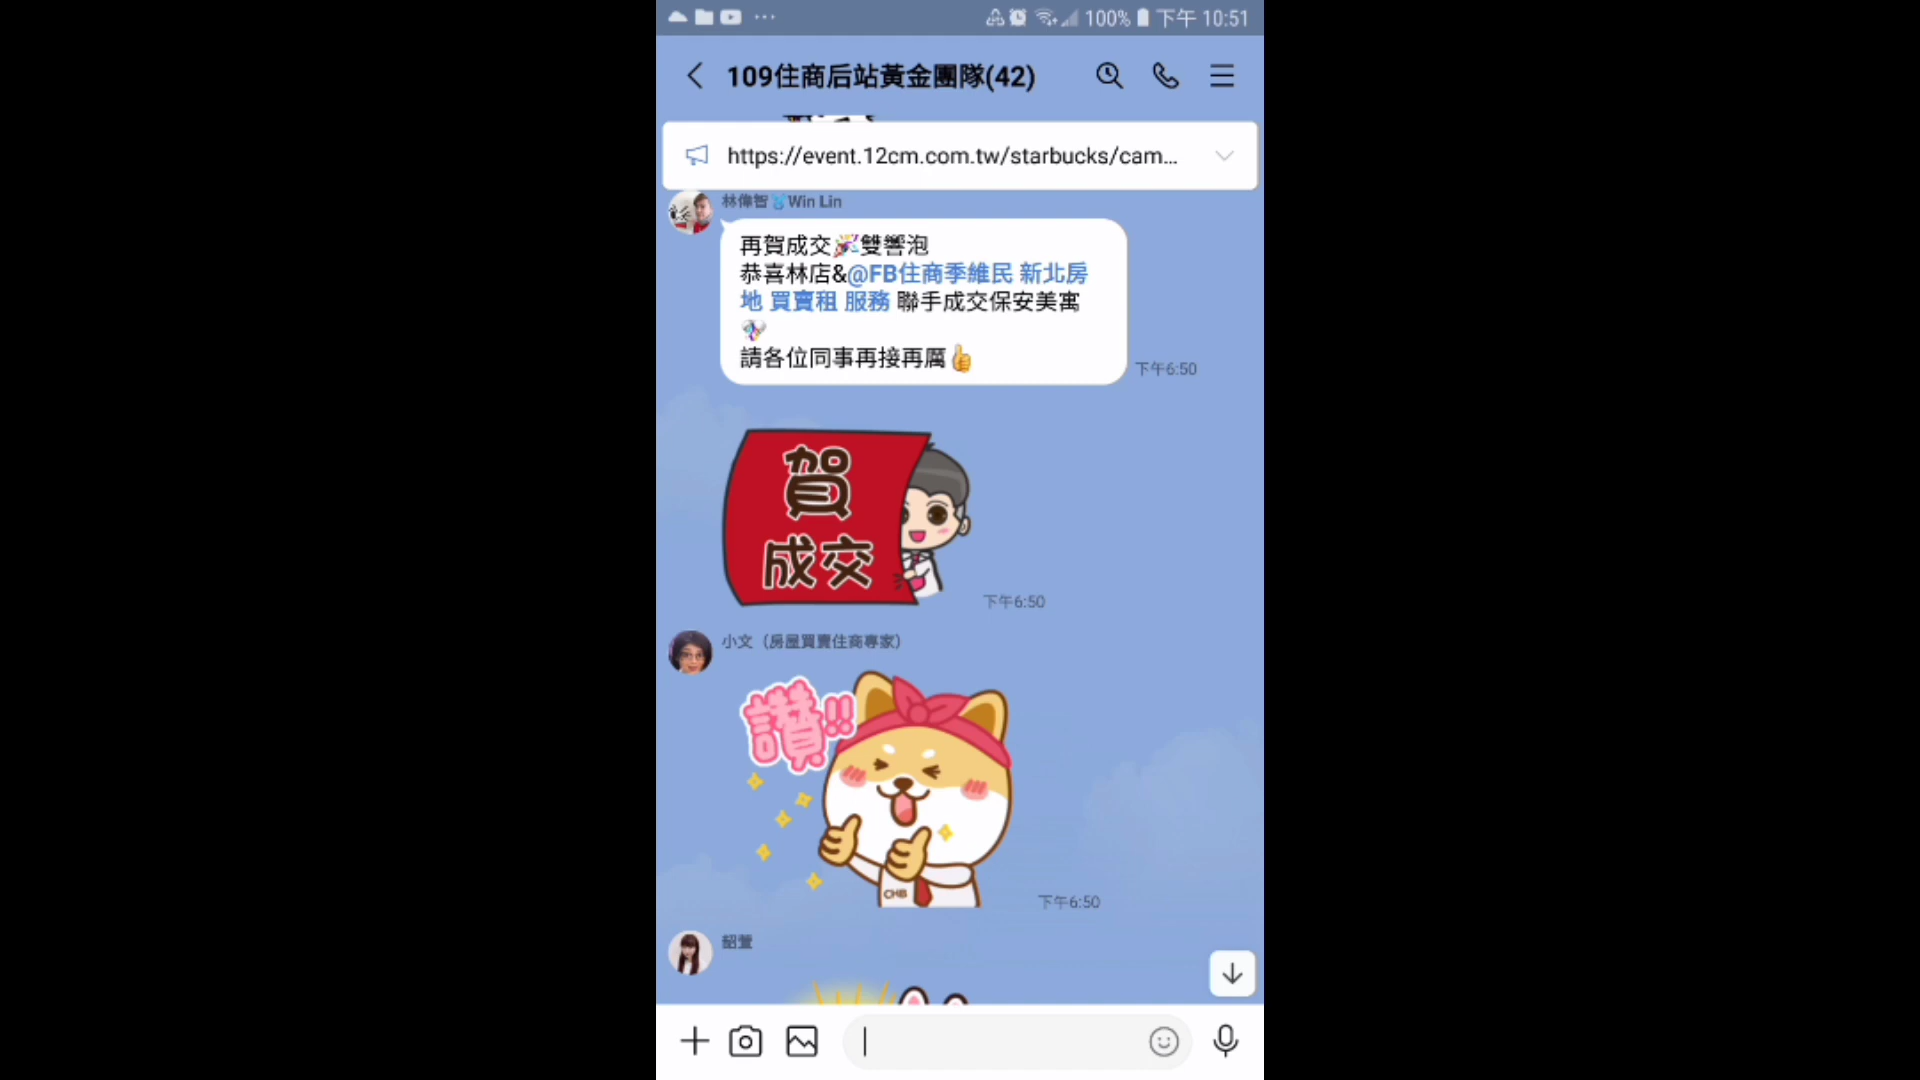 100% 下午 10:51
109住商后站黃金團隊(42)
https://event.12cm.com.tw/starbucks/cam...
林偉智 Win Lin
再賀成交🎉雙響泡
恭喜林店&@FB住商季維民 新北房
地 買賣租 服務 聯手成交保安美寓
請各位同事再接再厲👍
下午6:50
賀
成交
下午6:50
小文（房屋買賣住商專家）
讚!!
CHB
下午6:50
韶萱